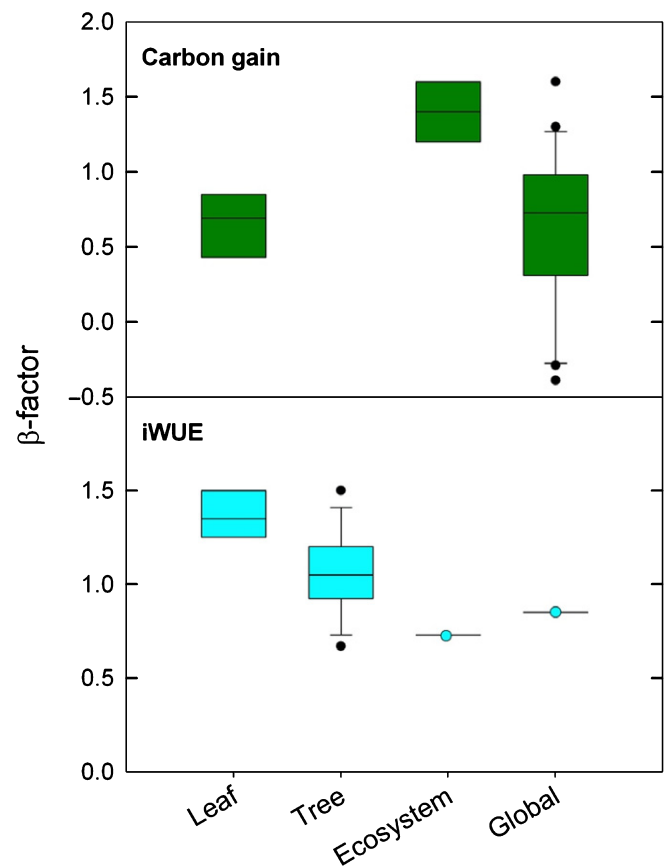 2.0
Carbon gain
1.5
1.0
0.5
0.0
–0.5
β-factor
iWUE
1.5
1.0
0.5
0.0
Leaf
Tree
Ecosystem
Global